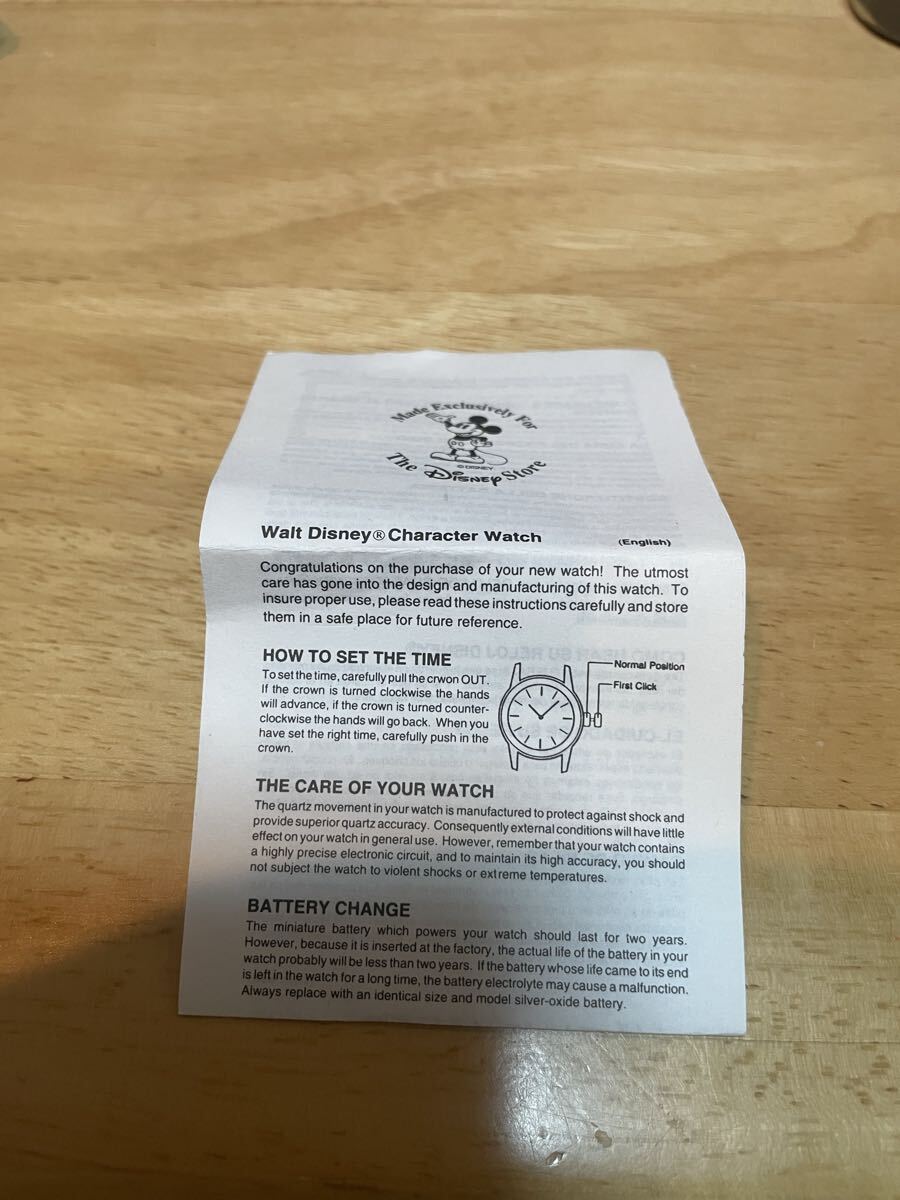 Made Exclusively For
© DISNEY
The Disney Store
Walt Disney® Character Watch (English)
Congratulations on the purchase of your new watch! The utmost
care has gone into the design and manufacturing of this watch. To
insure proper use, please read these instructions carefully and store
them in a safe place for future reference.
HOW TO SET THE TIME
To set the time, carefully pull the crwon OUT.
If the crown is turned clockwise the hands
will advance, if the crown is turned counter-
clockwise the hands will go back. When you
have set the right time, carefully push in the
crown.
Normal Position
First Click
THE CARE OF YOUR WATCH
The quartz movement in your watch is manufactured to protect against shock and
provide superior quartz accuracy. Consequently external conditions will have little
effect on your watch in general use. However, remember that your watch contains
a highly precise electronic circuit, and to maintain its high accuracy, you should
not subject the watch to violent shocks or extreme temperatures.
BATTERY CHANGE
The miniature battery which powers your watch should last for two years.
However, because it is inserted at the factory, the actual life of the battery in your
watch probably will be less than two years. If the battery whose life came to its end
is left in the watch for a long time, the battery electrolyte may cause a malfunction.
Always replace with an identical size and model silver-oxide battery.